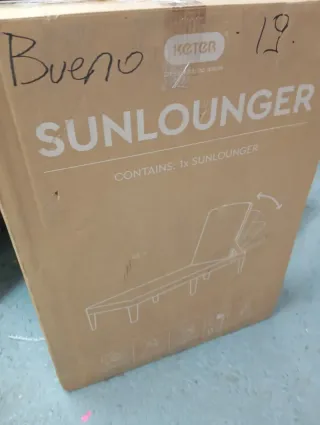 KETER
Bueno 19.
SUNLOUNGER
CONTAINS: 1x SUNLOUNGER